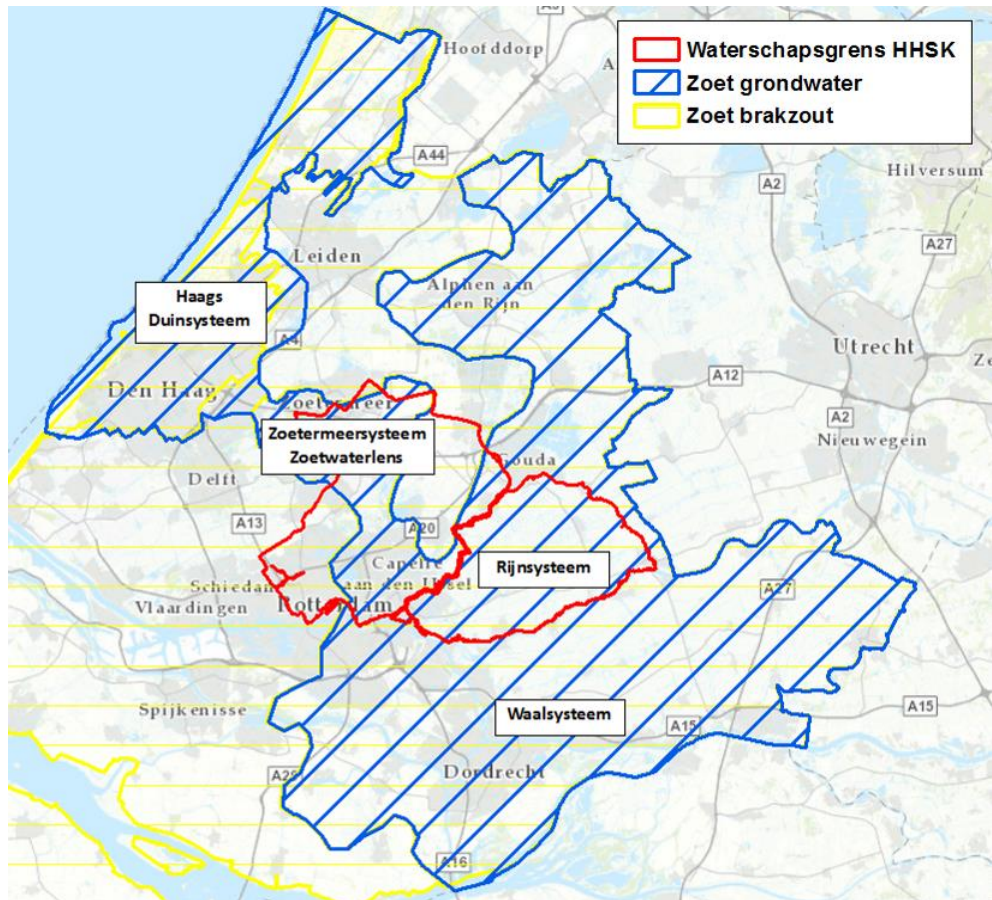 Hoofddorp
Waterschapsgrens HHSK
Zoet grondwater
Zoet brakzout
A44
A2
Hilversum
A27
Leiden
Alphen aan
den Rijn
Haags
Duinsysteem
A4
Utrecht
Den Haag
A12
Zoetermeer
A2
Nieuwegein
Zoetermeersysteem
Zoetwaterlens
Gouda
Delft
A13
A20
Capelle
aan den IJssel
Rijnsysteem
Schiedam
Vlaardingen
Rotterdam
A27
Spijkenisse
Waalsysteem
A15
A15
Dordrecht
A29
A16